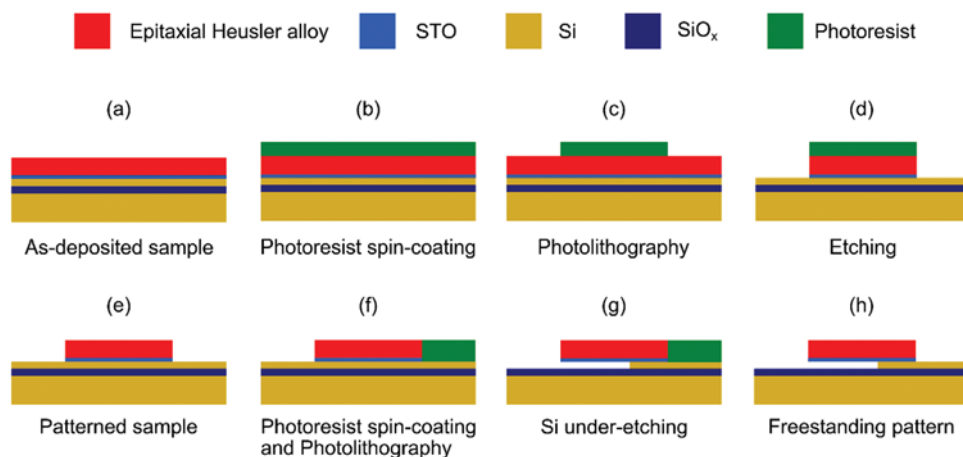 Epitaxial Heusler alloy
STO
Si
SiOx
Photoresist
(a)
(b)
(c)
(d)
As-deposited sample
Photoresist spin-coating
Photolithography
Etching
(e)
(f)
(g)
(h)
Patterned sample
Photoresist spin-coating
and Photolithography
Si under-etching
Freestanding pattern